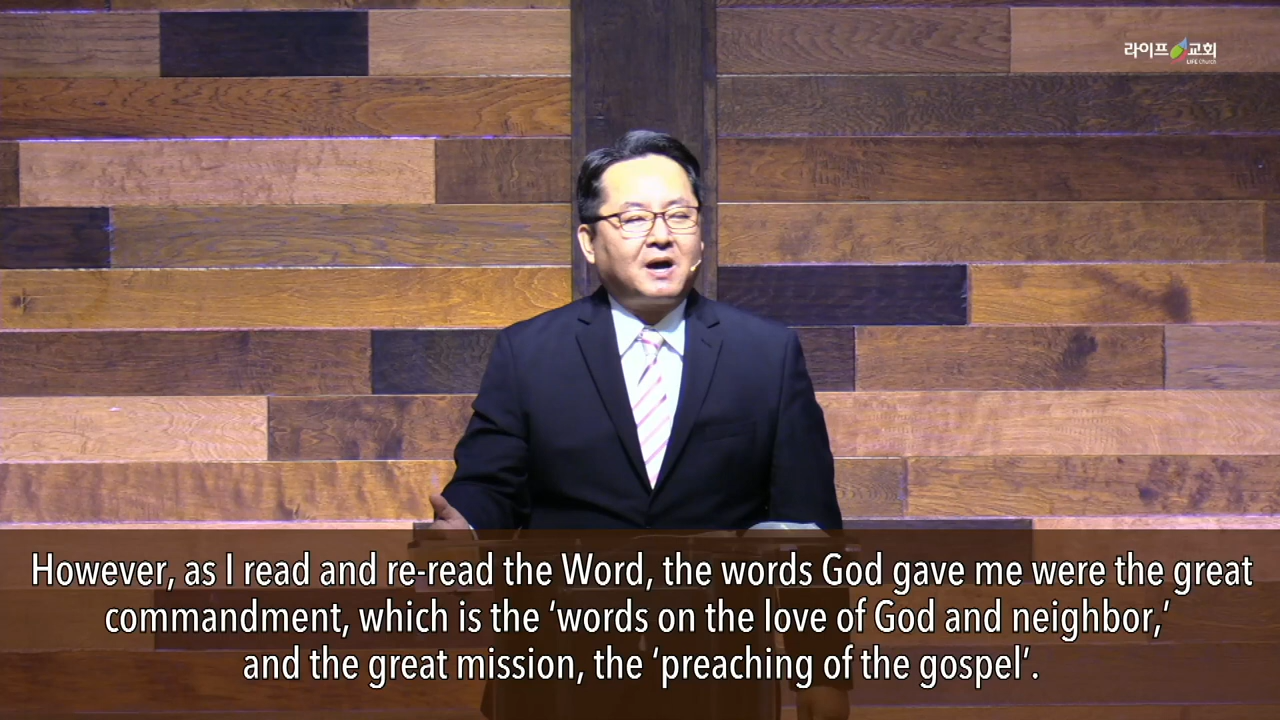 라이프교회
LIFE Church
However, as I read and re-read the Word, the words God gave me were the great
commandment, which is the ‘words on the love of God and neighbor,’
and the great mission, the ‘preaching of the gospel’.